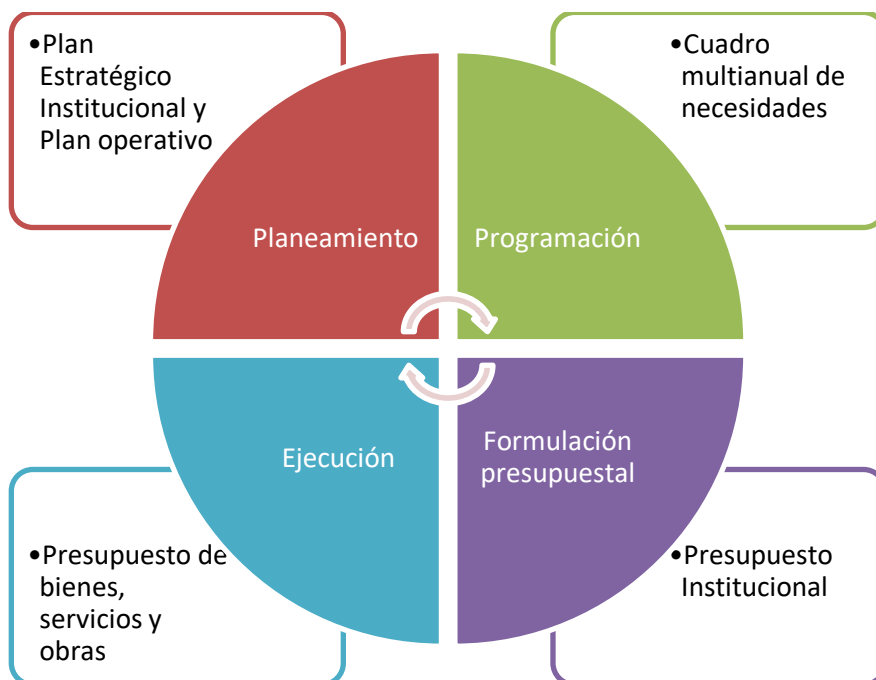 •Plan
Estratégico
Institucional y
Plan operativo
•Cuadro
multianual de
necesidades
Planeamiento
Programación
Ejecución
Formulación
presupuestal
•Presupuesto de
bienes,
servicios y
obras
•Presupuesto
Institucional